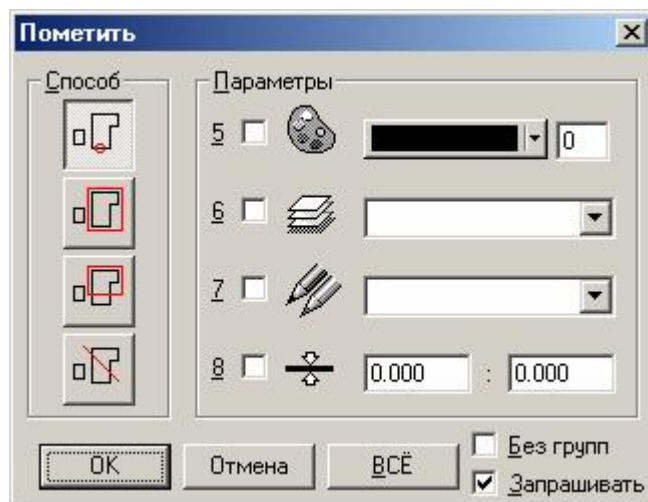 Пометить
Способ
Параметры
5
0
6
7
8
0.000 : 0.000
OK
Отмена
ВСЁ
Без групп
Запрашивать